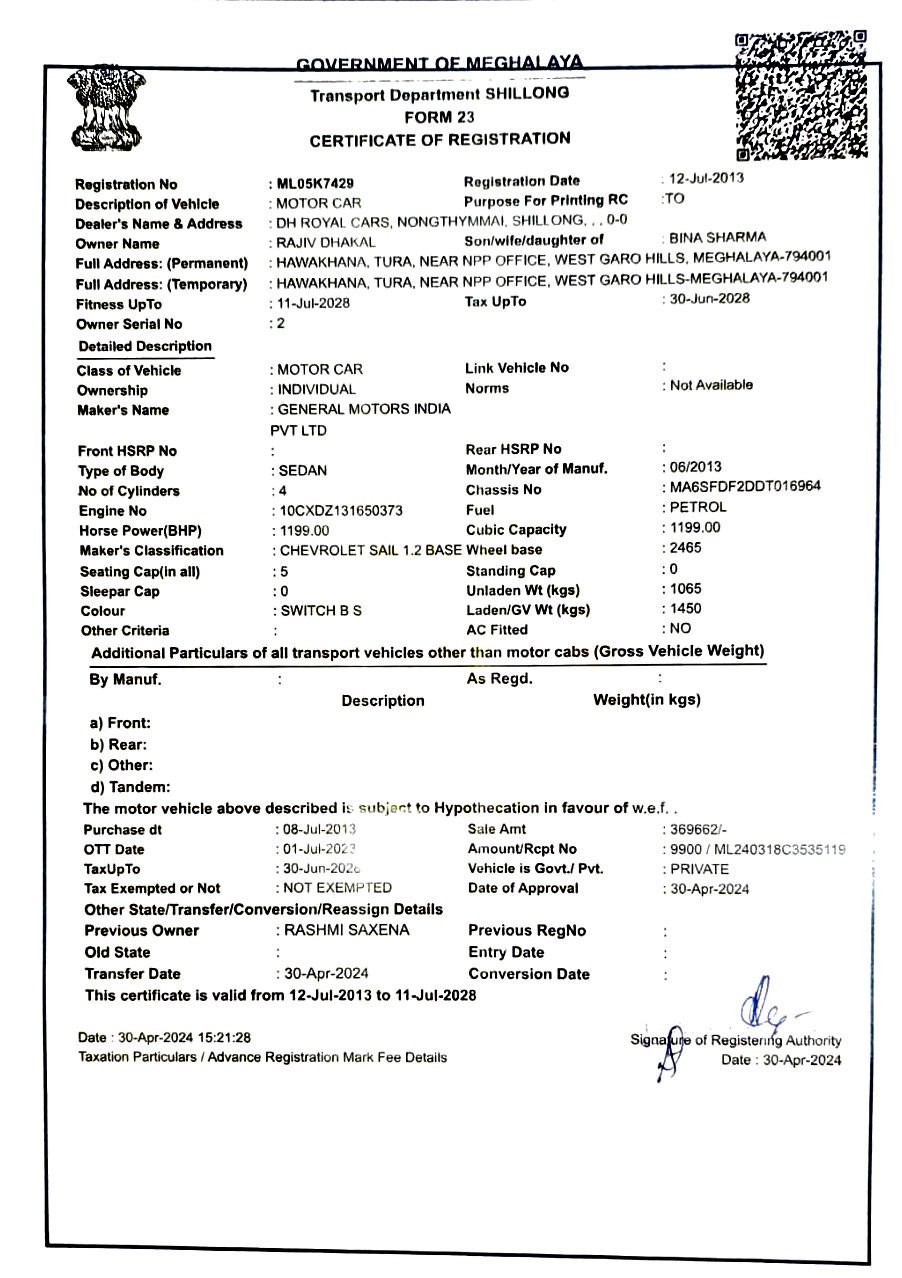 GOVERNMENT OF MEGHALAYA
Transport Department SHILLONG
FORM 23
CERTIFICATE OF REGISTRATION
Registration No : ML05K7429 Registration Date : 12-Jul-2013
Description of Vehicle : MOTOR CAR Purpose For Printing RC :TO
Dealer's Name & Address : DH ROYAL CARS, NONGTHYMMAI, SHILLONG, , , 0-0
Owner Name : RAJIV DHAKAL Son/wife/daughter of : BINA SHARMA
Full Address: (Permanent) : HAWAKHANA, TURA, NEAR NPP OFFICE, WEST GARO HILLS, MEGHALAYA-794001
Full Address: (Temporary) : HAWAKHANA, TURA, NEAR NPP OFFICE, WEST GARO HILLS-MEGHALAYA-794001
Fitness UpTo : 11-Jul-2028 Tax UpTo : 30-Jun-2028
Owner Serial No : 2
Detailed Description
Class of Vehicle : MOTOR CAR Link Vehicle No :
Ownership : INDIVIDUAL Norms : Not Available
Maker's Name : GENERAL MOTORS INDIA
PVT LTD
Front HSRP No : Rear HSRP No :
Type of Body : SEDAN Month/Year of Manuf. : 06/2013
No of Cylinders : 4 Chassis No : MA6SFDF2DDT016964
Engine No : 10CXDZ131650373 Fuel : PETROL
Horse Power(BHP) : 1199.00 Cubic Capacity : 1199.00
Maker's Classification : CHEVROLET SAIL 1.2 BASE Wheel base : 2465
Seating Cap(in all) : 5 Standing Cap : 0
Sleepar Cap : 0 Unladen Wt (kgs) : 1065
Colour : SWITCH B S Laden/GV Wt (kgs) : 1450
Other Criteria : AC Fitted : NO
Additional Particulars of all transport vehicles other than motor cabs (Gross Vehicle Weight)
By Manuf. : As Regd. :
Description Weight(in kgs)
a) Front:
b) Rear:
c) Other:
d) Tandem:
The motor vehicle above described is subject to Hypothecation in favour of w.e.f. .
Purchase dt : 08-Jul-2013 Sale Amt : 369662/-
OTT Date : 01-Jul-2023 Amount/Rcpt No : 9900 / ML240318C3535119
TaxUpTo : 30-Jun-2028 Vehicle is Govt./ Pvt. : PRIVATE
Tax Exempted or Not : NOT EXEMPTED Date of Approval : 30-Apr-2024
Other State/Transfer/Conversion/Reassign Details
Previous Owner : RASHMI SAXENA Previous RegNo :
Old State : Entry Date :
Transfer Date : 30-Apr-2024 Conversion Date :
This certificate is valid from 12-Jul-2013 to 11-Jul-2028
Date : 30-Apr-2024 15:21:28 Signature of Registering Authority
Taxation Particulars / Advance Registration Mark Fee Details Date : 30-Apr-2024